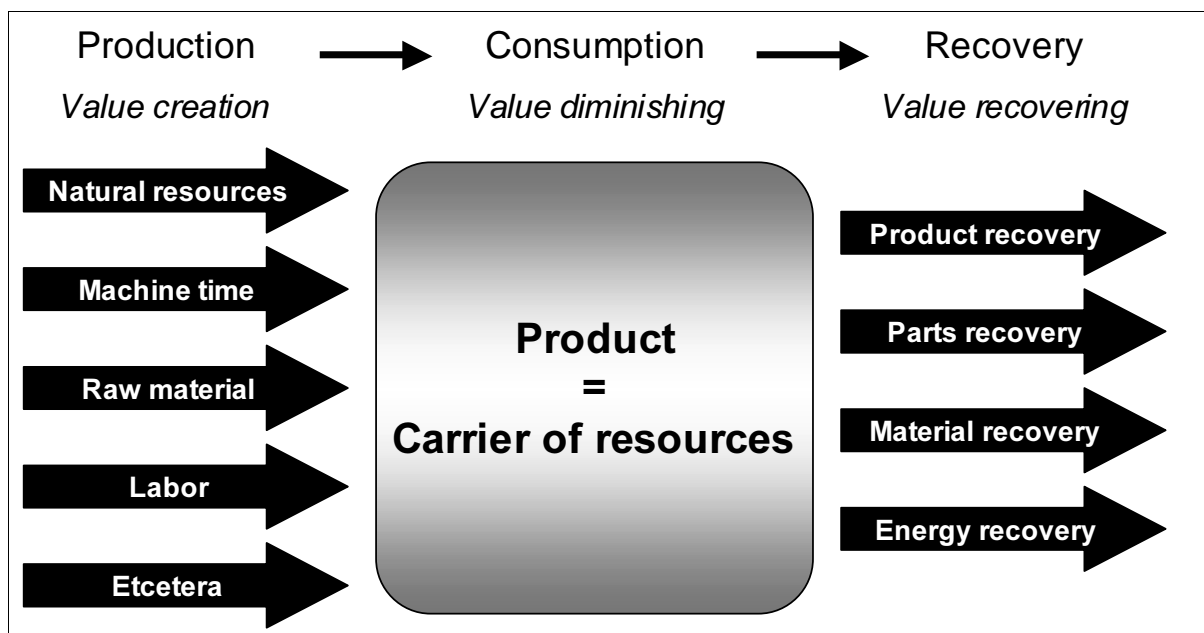 Production
Consumption
Recovery
Value creation
Value diminishing
Value recovering
Natural resources
Machine time
Raw material
Labor
Etcetera
Product
=
Carrier of resources
Product recovery
Parts recovery
Material recovery
Energy recovery